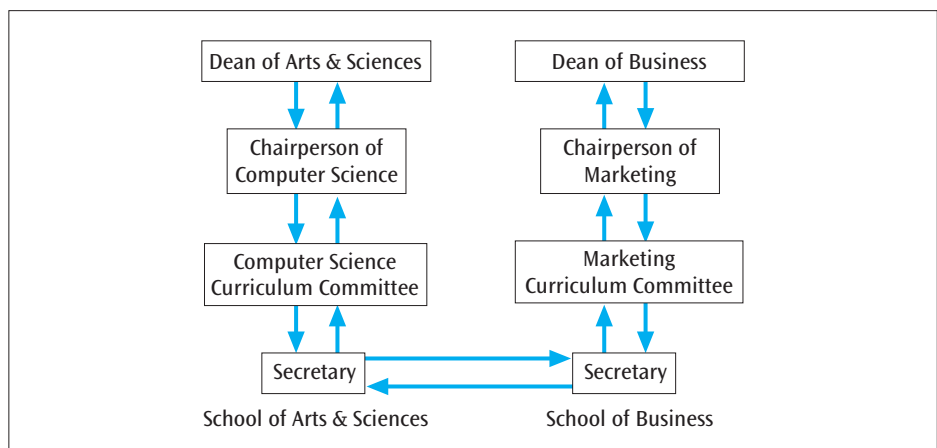 Dean of Arts & Sciences
Dean of Business
Chairperson of
Computer Science
Chairperson of
Marketing
Computer Science
Curriculum Committee
Marketing
Curriculum Committee
Secretary
Secretary
School of Arts & Sciences
School of Business